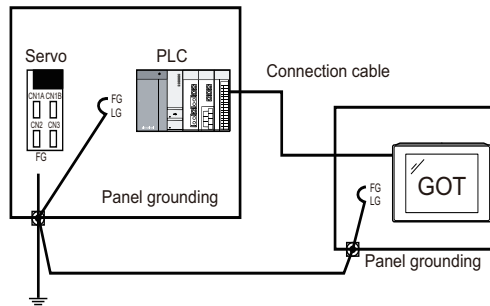 Servo
PLC
Connection cable
CN1A CN1B
CN2 CN3
FG
FG
LG
Panel grounding
GOT
FG
LG
Panel grounding